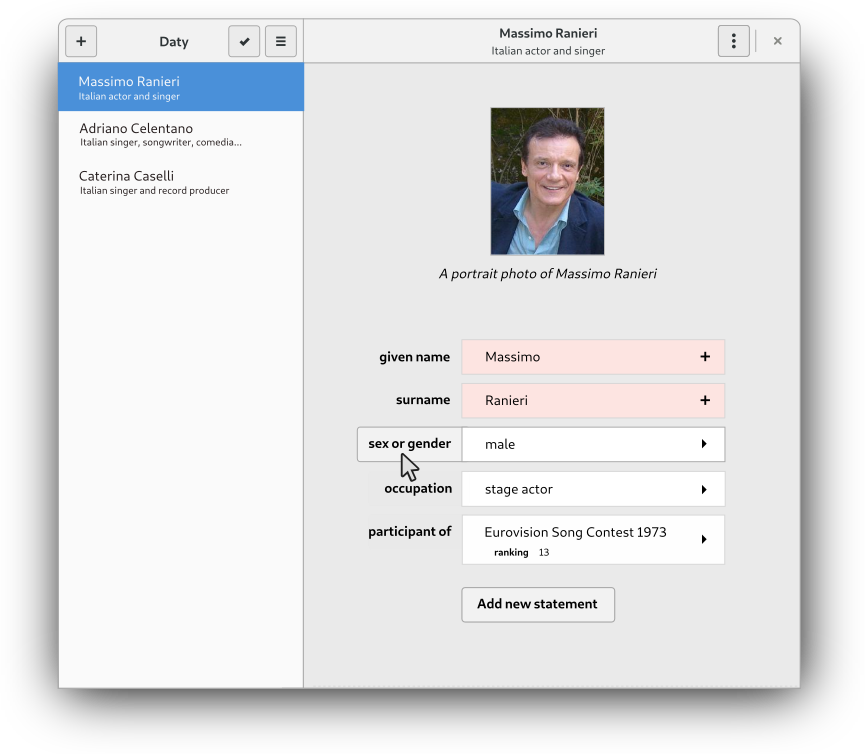 Daty
Massimo Ranieri
Italian actor and singer
Massimo Ranieri
Italian actor and singer
Adriano Celentano
Italian singer, songwriter, comedia...
Caterina Caselli
Italian singer and record producer
A portrait photo of Massimo Ranieri
given name Massimo
surname Ranieri
sex or gender male
occupation stage actor
participant of Eurovision Song Contest 1973
ranking 13
Add new statement